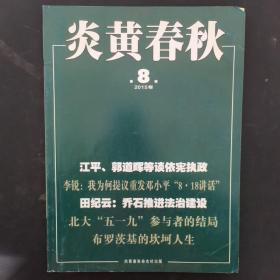 炎黄春秋
.8.
2015年
江平、郭道晖等谈依宪执政
李锐：我为何提议重发邓小平“8·18讲话”
田纪云：乔石推进法治建设
北大“五一九”参与者的结局
布罗茨基的坎坷人生